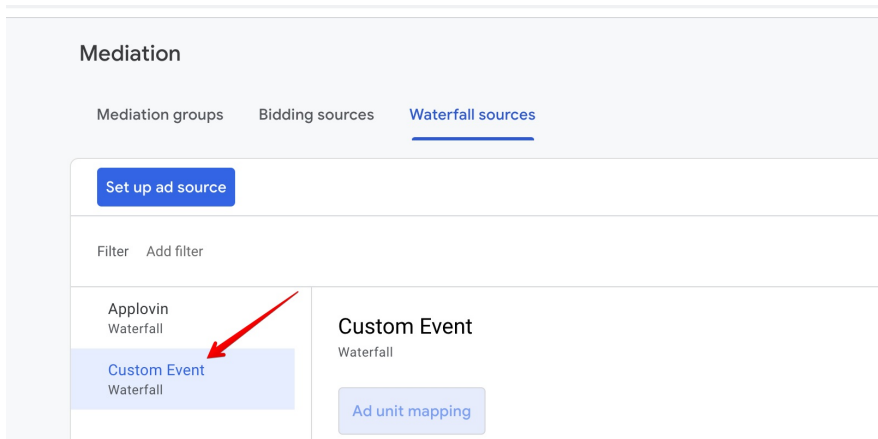 Mediation
Mediation groups Bidding sources Waterfall sources
Set up ad source
Filter Add filter
Applovin
Waterfall
Custom Event
Waterfall
Custom Event
Waterfall
Ad unit mapping